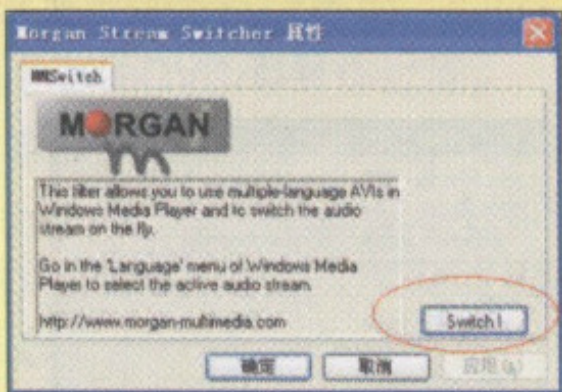 Morgan Stream Switcher 属性
MMSwitch
MORGAN
m
This filter allows you to use multiple-language AVIs in
Windows Media Player and to switch the audio
stream on the fly.
Go in the 'Language' menu of Windows Media
Player to select the active audio stream.
http://www.morgan-multimedia.com
Switch!
确定
取消
应用(A)